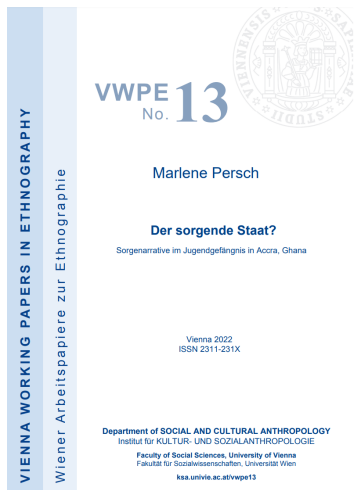 VIENNA WORKING PAPERS IN ETHNOGRAPHY
Wiener Arbeitspapiere zur Ethnographie
VWPE
No. 13
Marlene Persch
Der sorgende Staat?
Sorgenarrative im Jugendgefängnis in Accra, Ghana
Vienna 2022
ISSN 2311-231X
Department of SOCIAL AND CULTURAL ANTHROPOLOGY
Institut für KULTUR- UND SOZIALANTHROPOLOGIE
Faculty of Social Sciences, University of Vienna
Fakultät für Sozialwissenschaften, Universität Wien
ksa.univie.ac.at/vwpe13